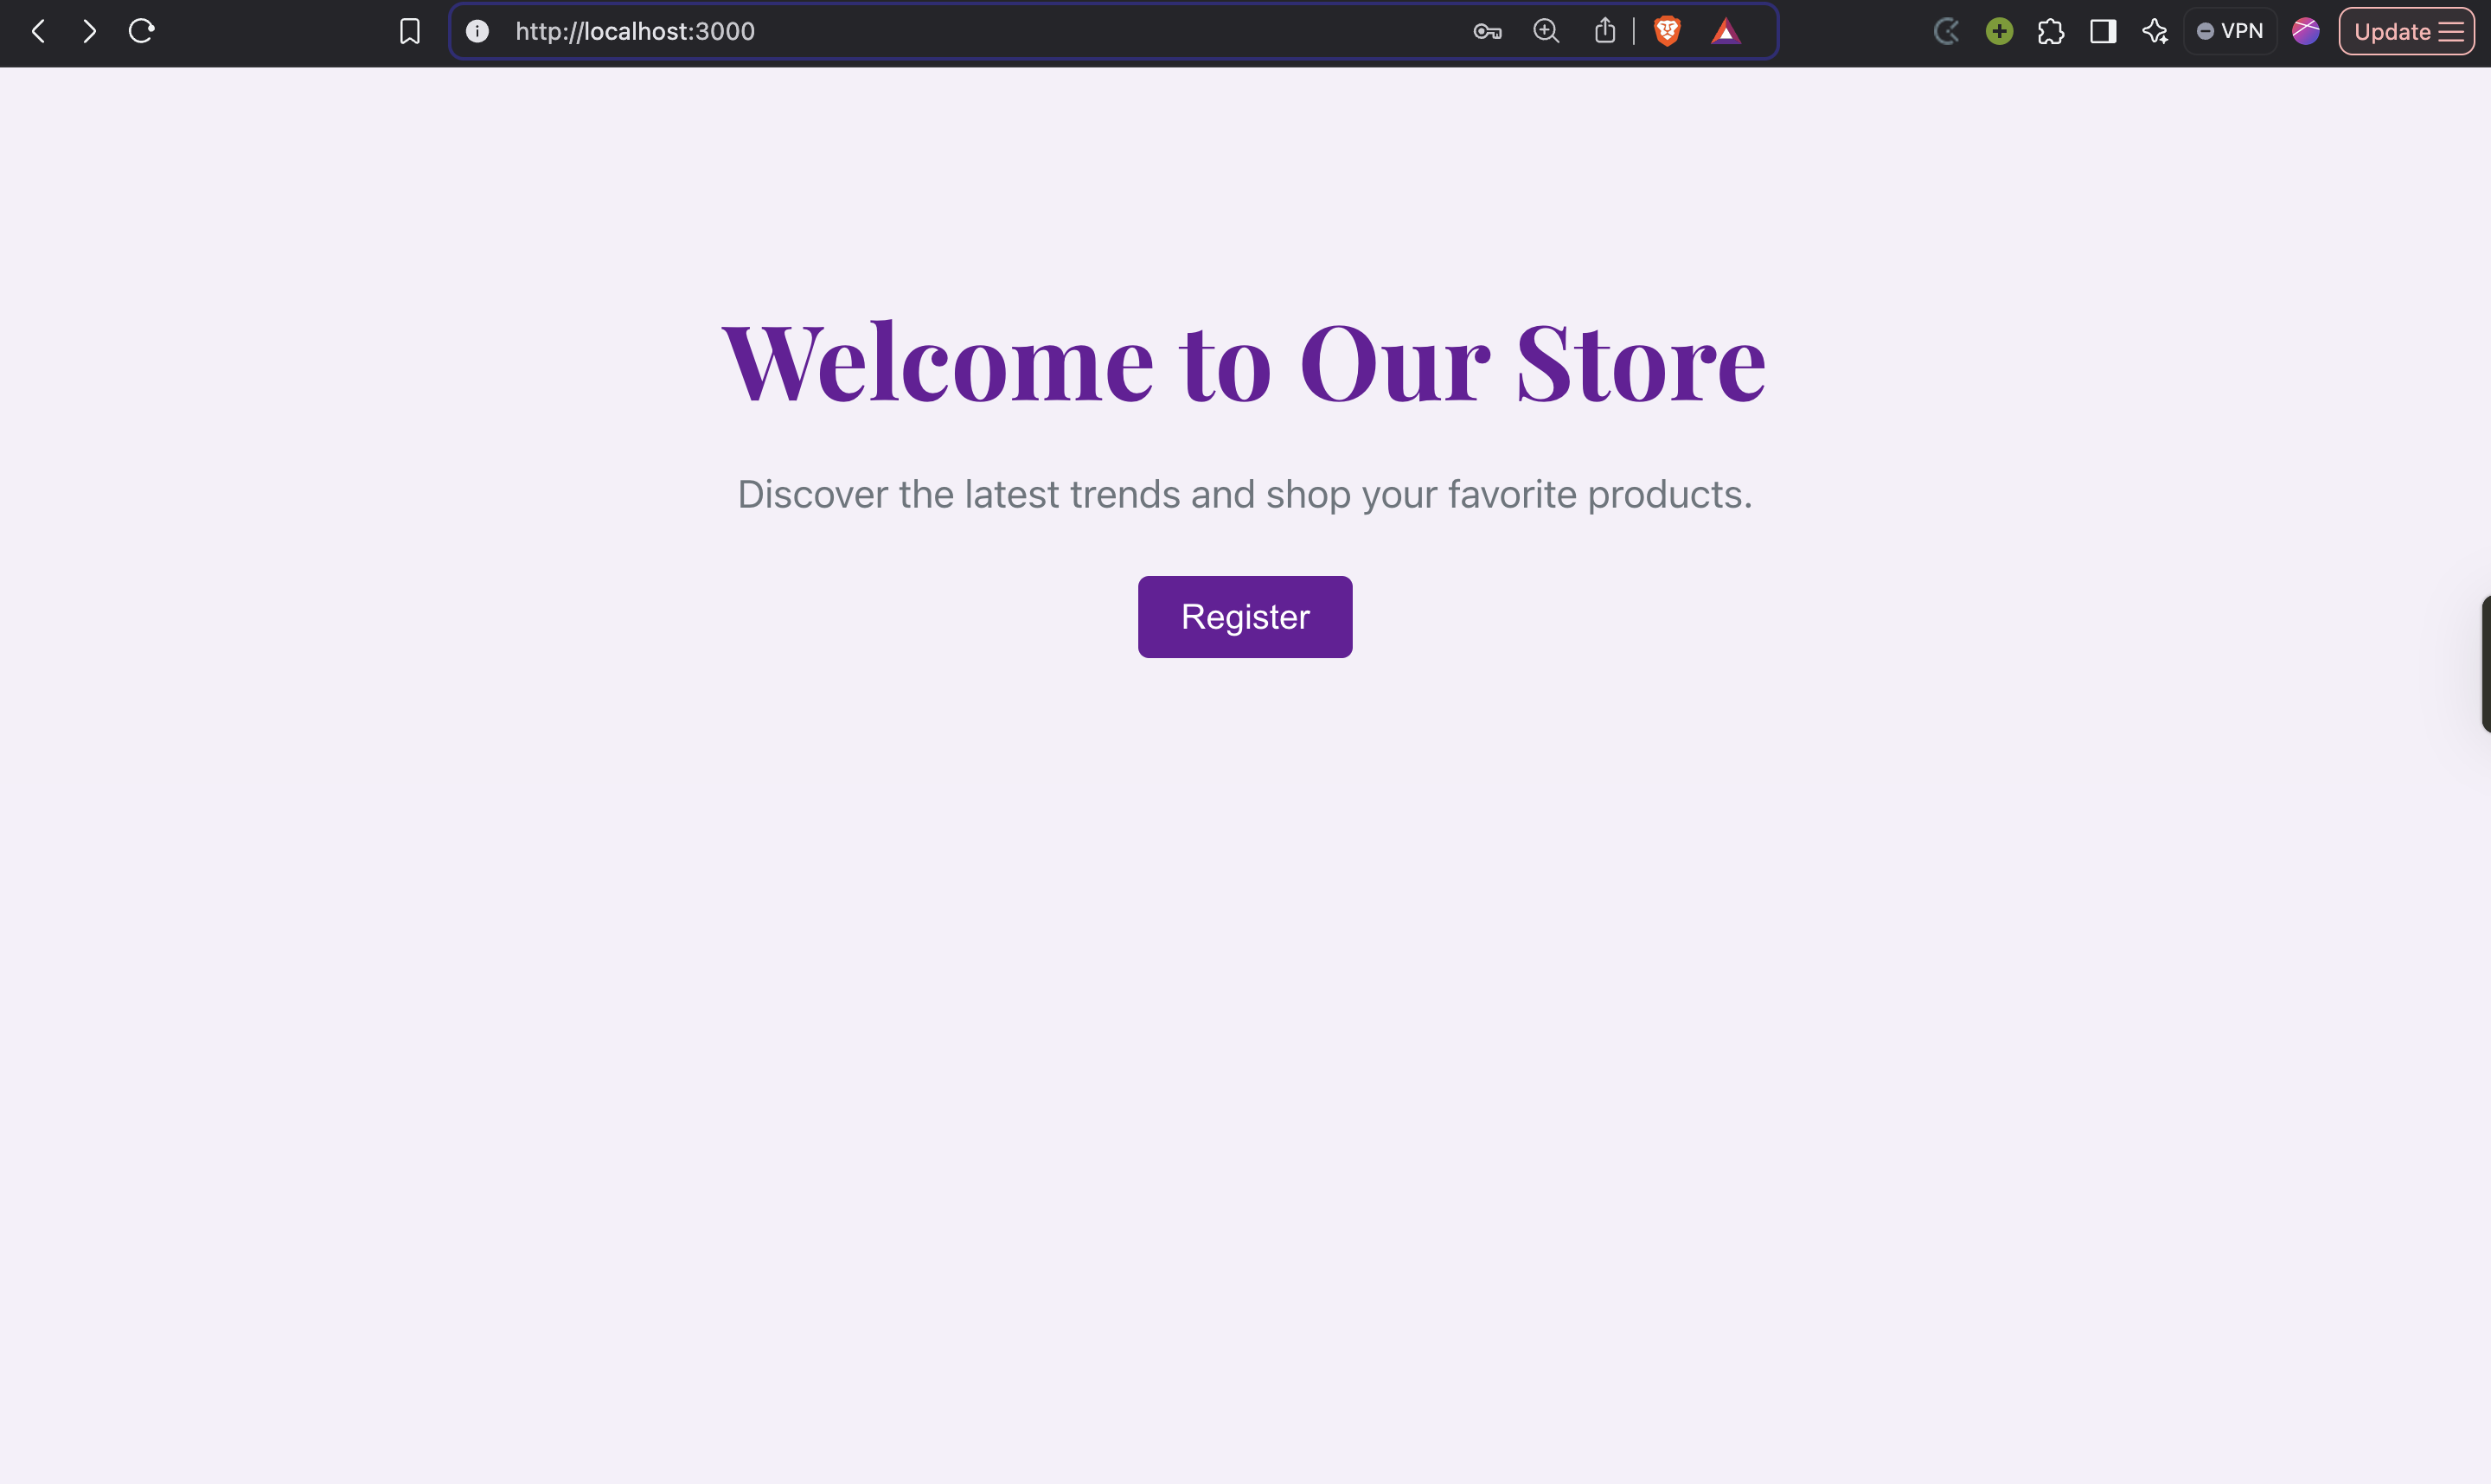 http://localhost:3000
VPN
Update
Welcome to Our Store
Discover the latest trends and shop your favorite products.
Register